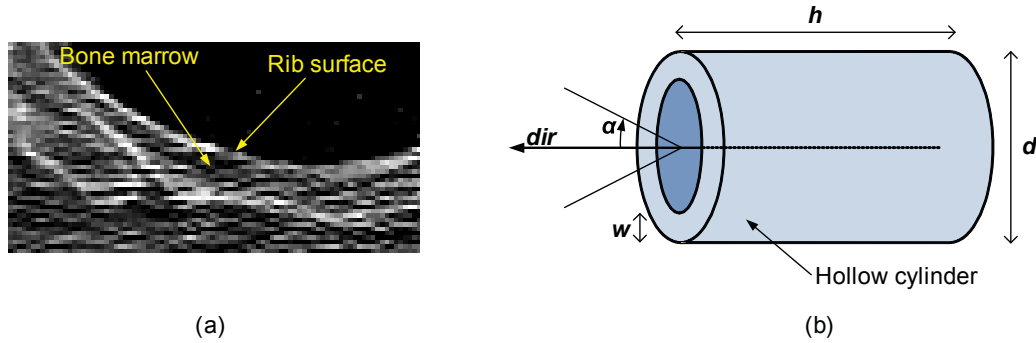 Bone marrow
Rib surface
(a)
h
α
dir
d
w
Hollow cylinder
(b)